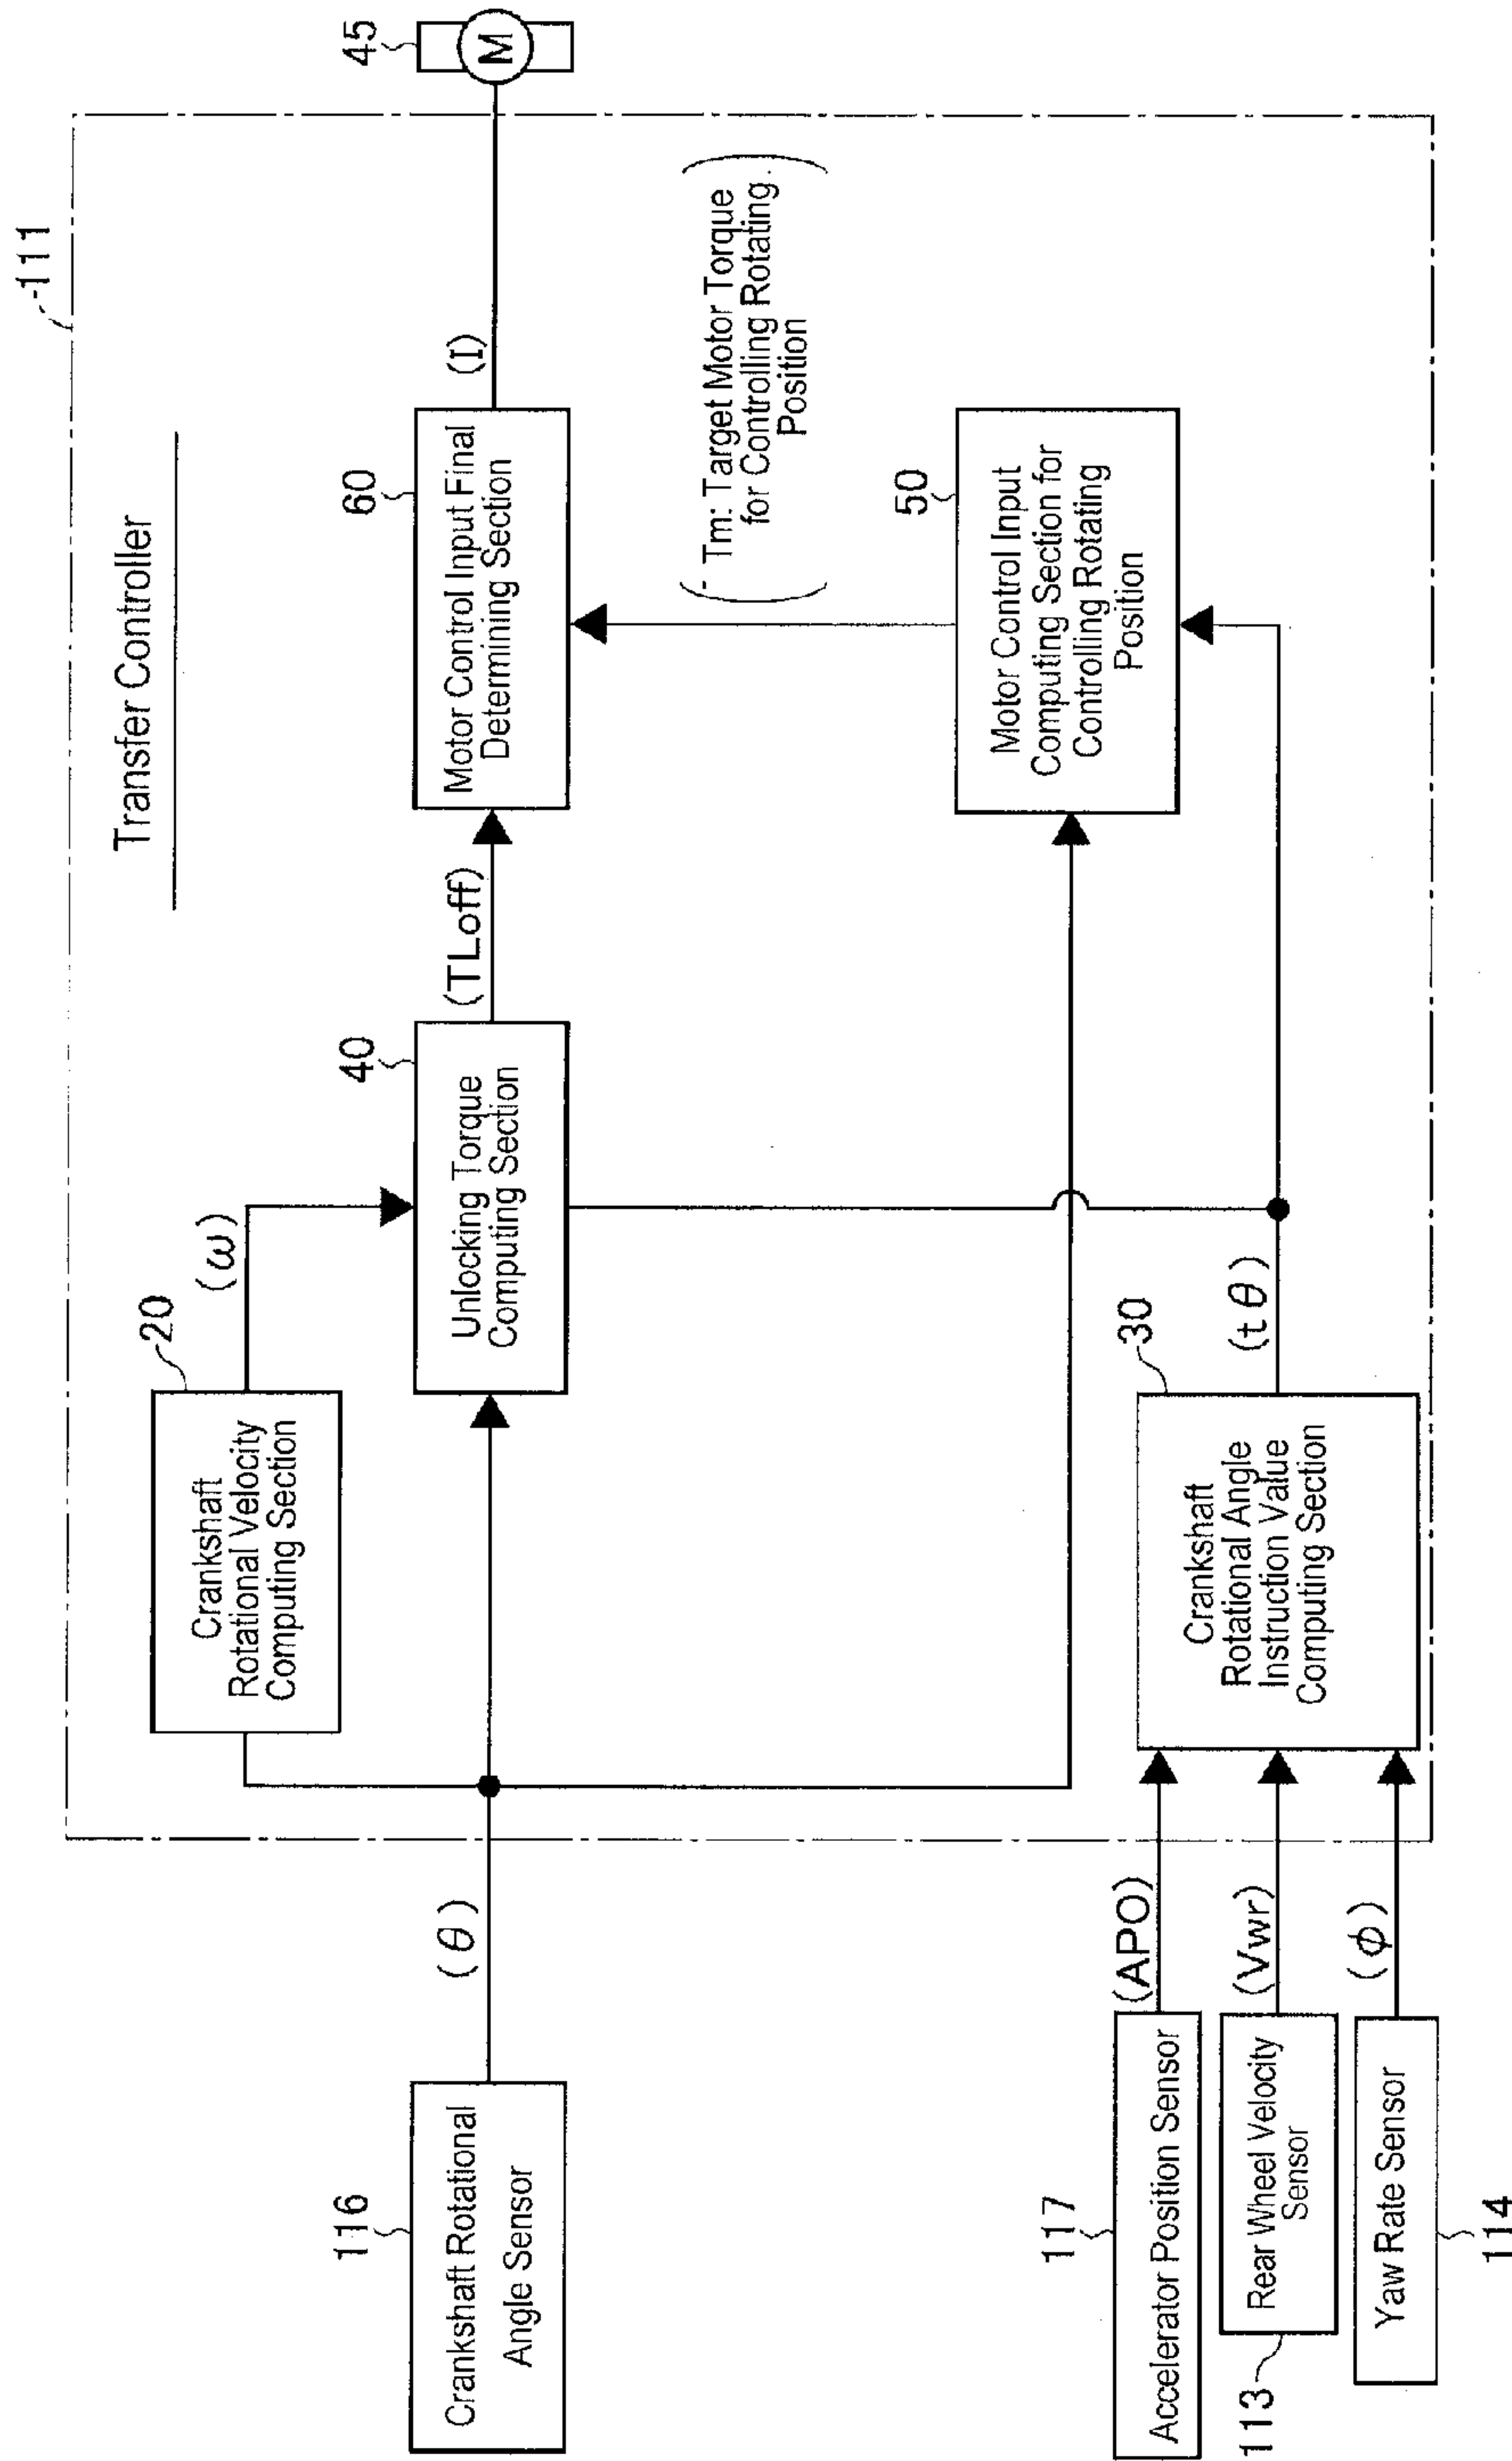 111
Transfer Controller
116
Crankshaft Rotational
Angle Sensor
(θ)
20
Crankshaft
Rotational Velocity
Computing Section
(ω)
40
Unlocking Torque
Computing Section
(TLoff)
60
Motor Control Input Final
Determining Section
(I)
45
M
Tm: Target Motor Torque
for Controlling Rotating
Position
50
Motor Control Input
Computing Section for
Controlling Rotating
Position
117
Accelerator Position Sensor
(APO)
113
Rear Wheel Velocity
Sensor
(Vwr)
114
Yaw Rate Sensor
(ϕ)
30
Crankshaft
Rotational Angle
Instruction Value
Computing Section
(tθ)